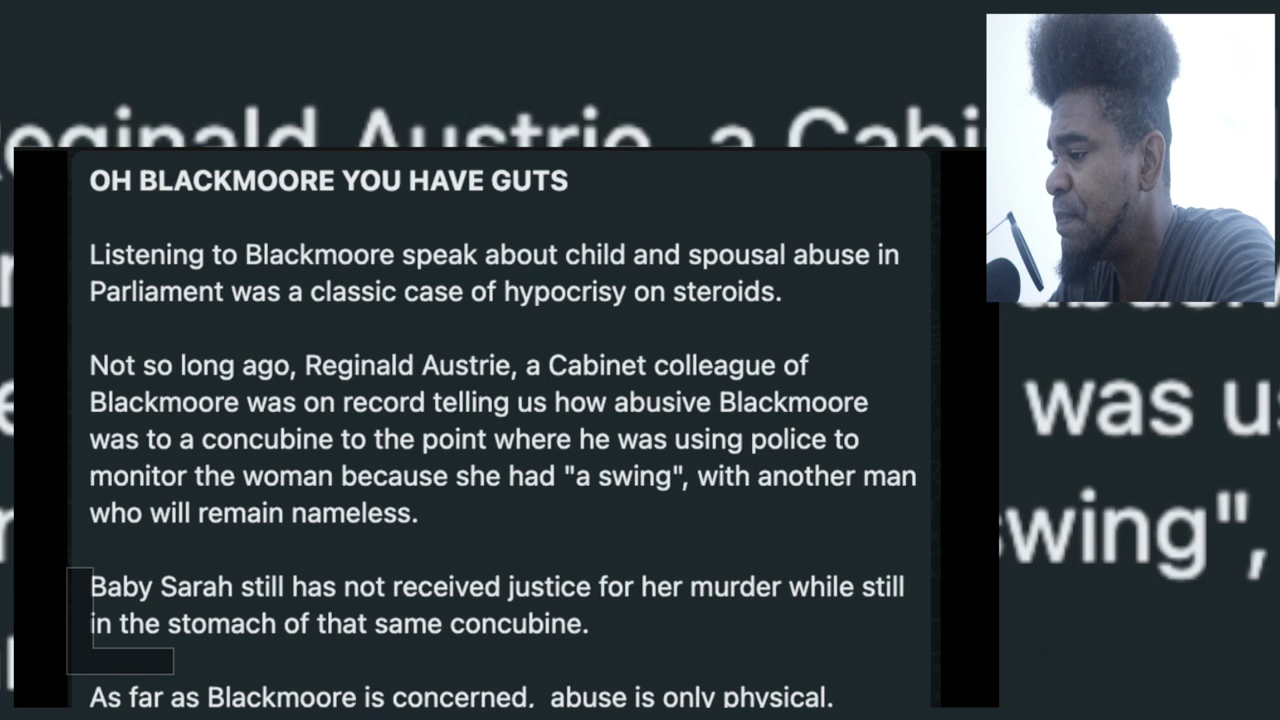 Reginald Austrie, a Cabi
OH BLACKMOORE YOU HAVE GUTS
Listening to Blackmoore speak about child and spousal abuse in
Parliament was a classic case of hypocrisy on steroids.
Not so long ago, Reginald Austrie, a Cabinet colleague of
Blackmoore was on record telling us how abusive Blackmoore
was to a concubine to the point where he was using police to
monitor the woman because she had "a swing", with another man
who will remain nameless.
Baby Sarah still has not received justice for her murder while still
in the stomach of that same concubine.
As far as Blackmoore is concerned, abuse is only physical.
was us
swing",